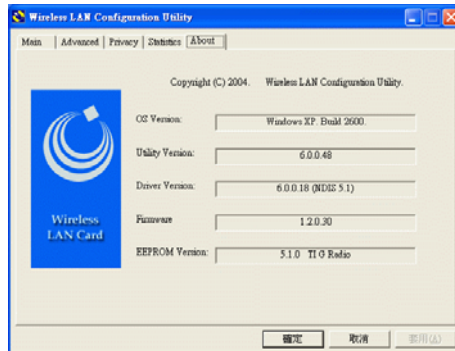 Wireless LAN Configuration Utility
Main Advanced Privacy Statistics About
Copyright (C) 2004. Wireless LAN Configuration Utility.
OS Version: Windows XP. Build 2600.
Utility Version: 6.0.0.48
Driver Version: 6.0.0.18 (NDIS 5.1)
Firmware 1.2.0.30
EEPROM Version: 5.1.0 TI G Radio
Wireless
LAN Card
確定 取消 套用(A)